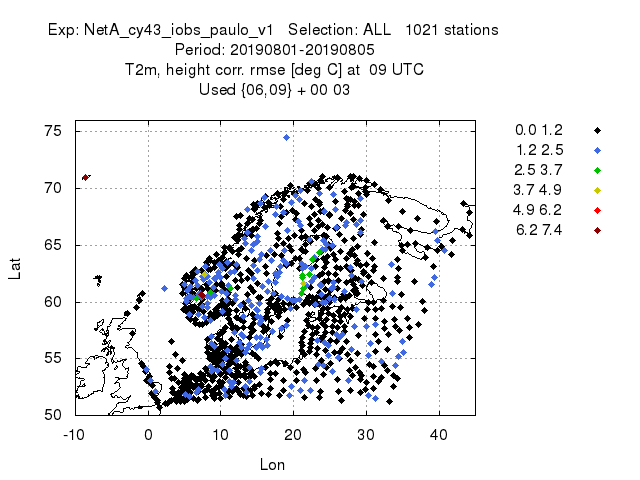 Exp: NetA_cy43_iobs_paulo_v1 Selection: ALL 1021 stations
Period: 20190801-20190805
T2m, height corr. rmse [deg C] at 09 UTC
Used {06,09} + 00 03
0.0 1.2
1.2 2.5
2.5 3.7
3.7 4.9
4.9 6.2
6.2 7.4
75
70
65
60
55
50
Lat
-10 0 10 20 30 40
Lon